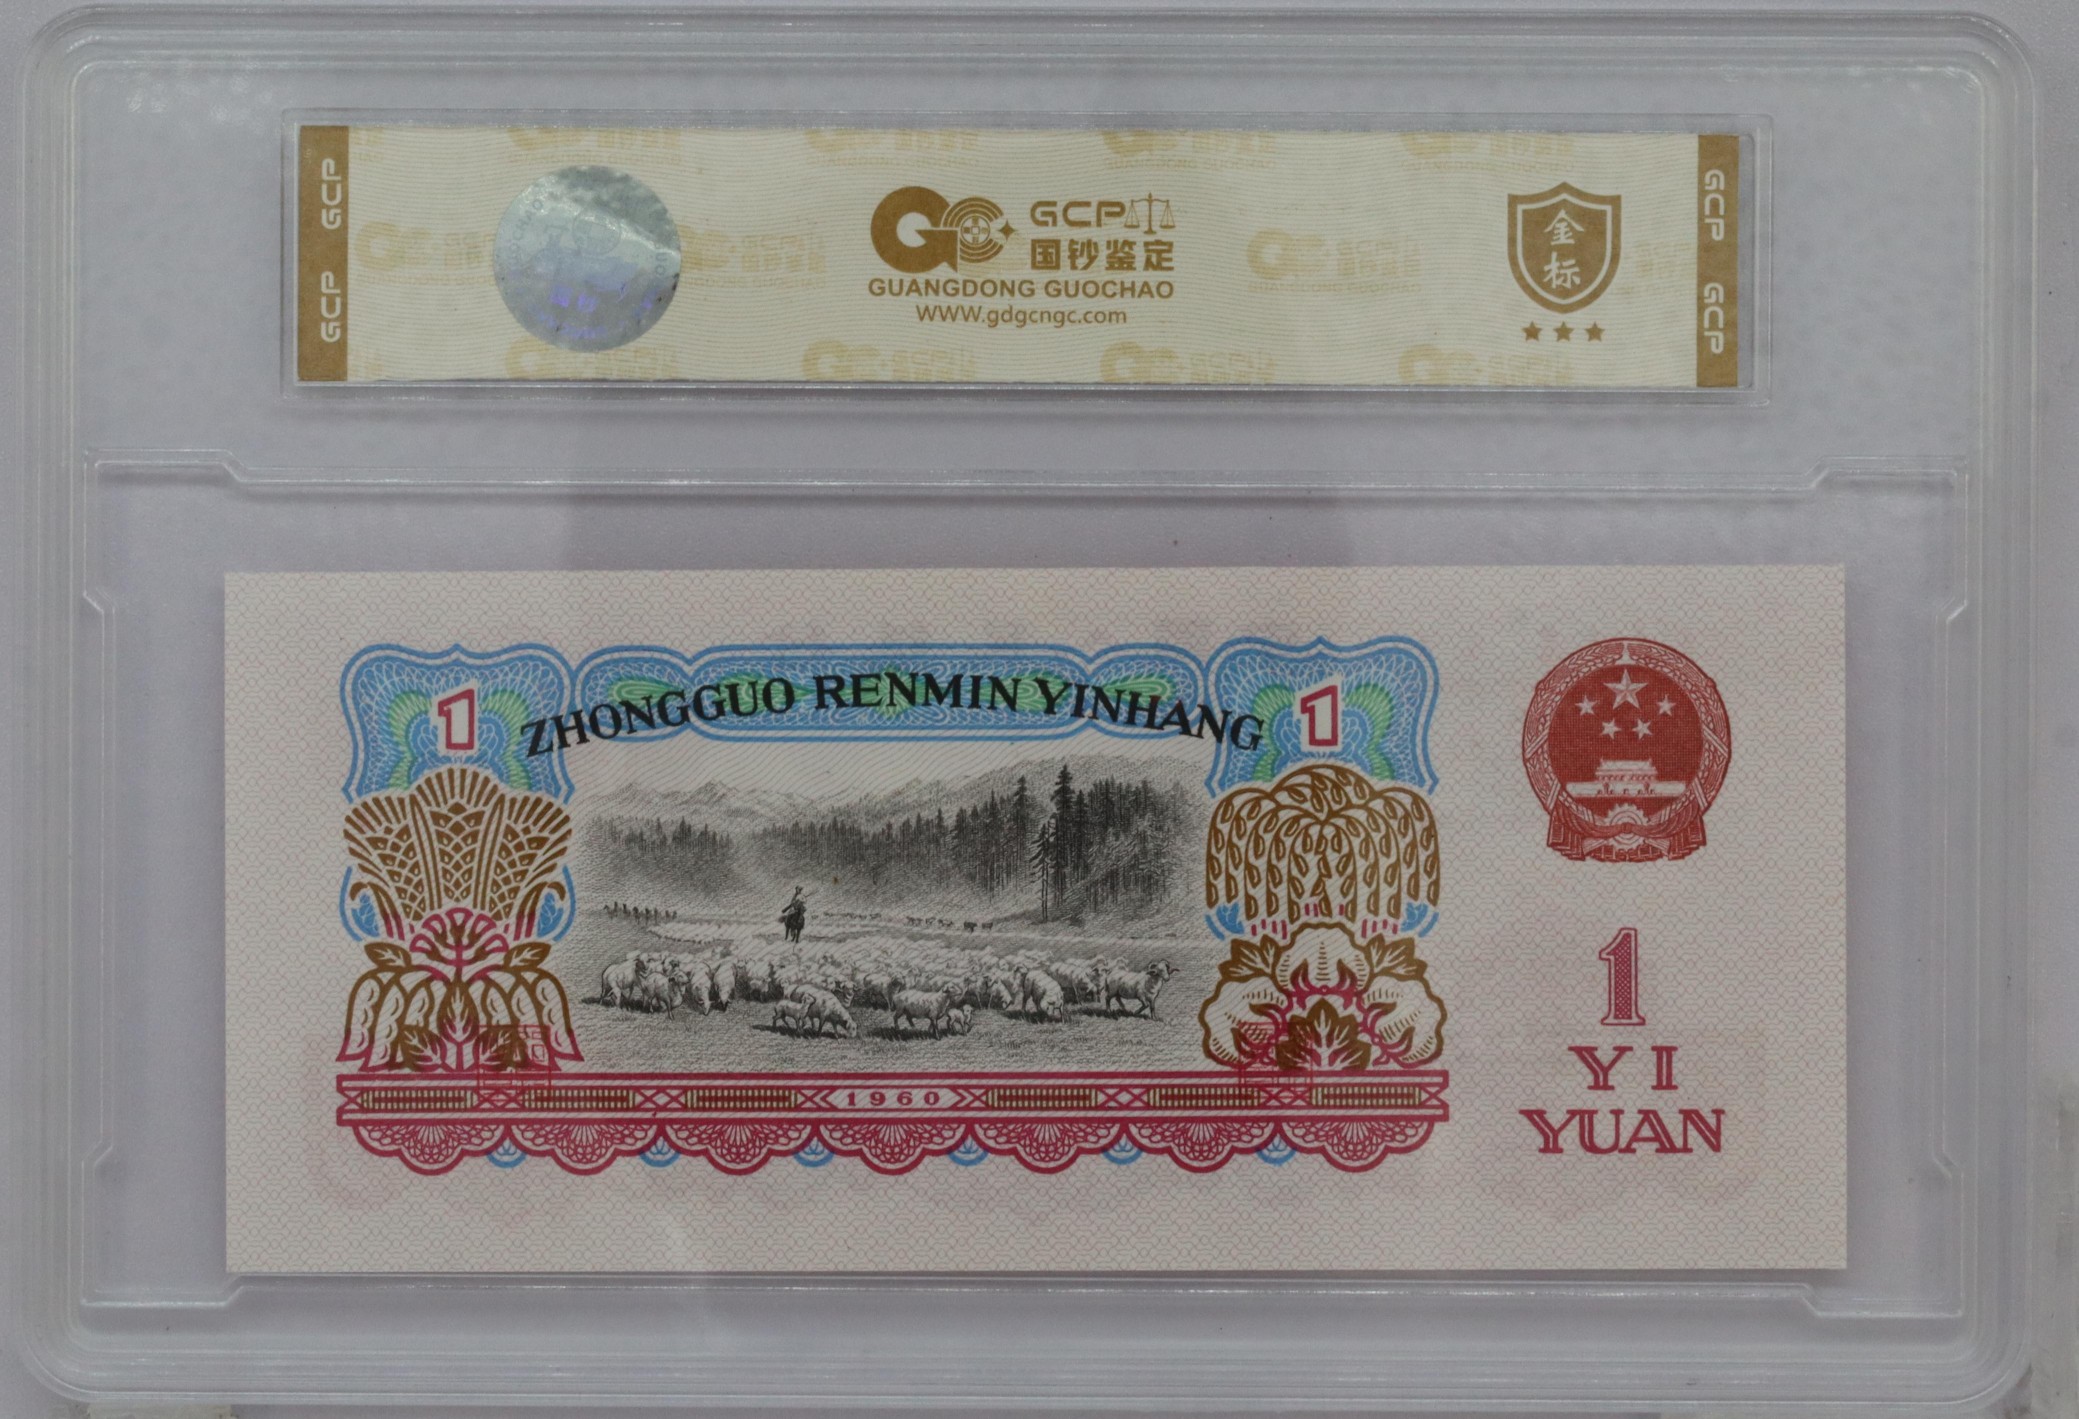 GCP
国钞鉴定
GUANGDONG GUOCHAO
www.gdgcngc.com
金
标
GCP GCP
GCP GCP
1 ZHONGGUO RENMIN YINHANG 1
1960
1
YI
YUAN